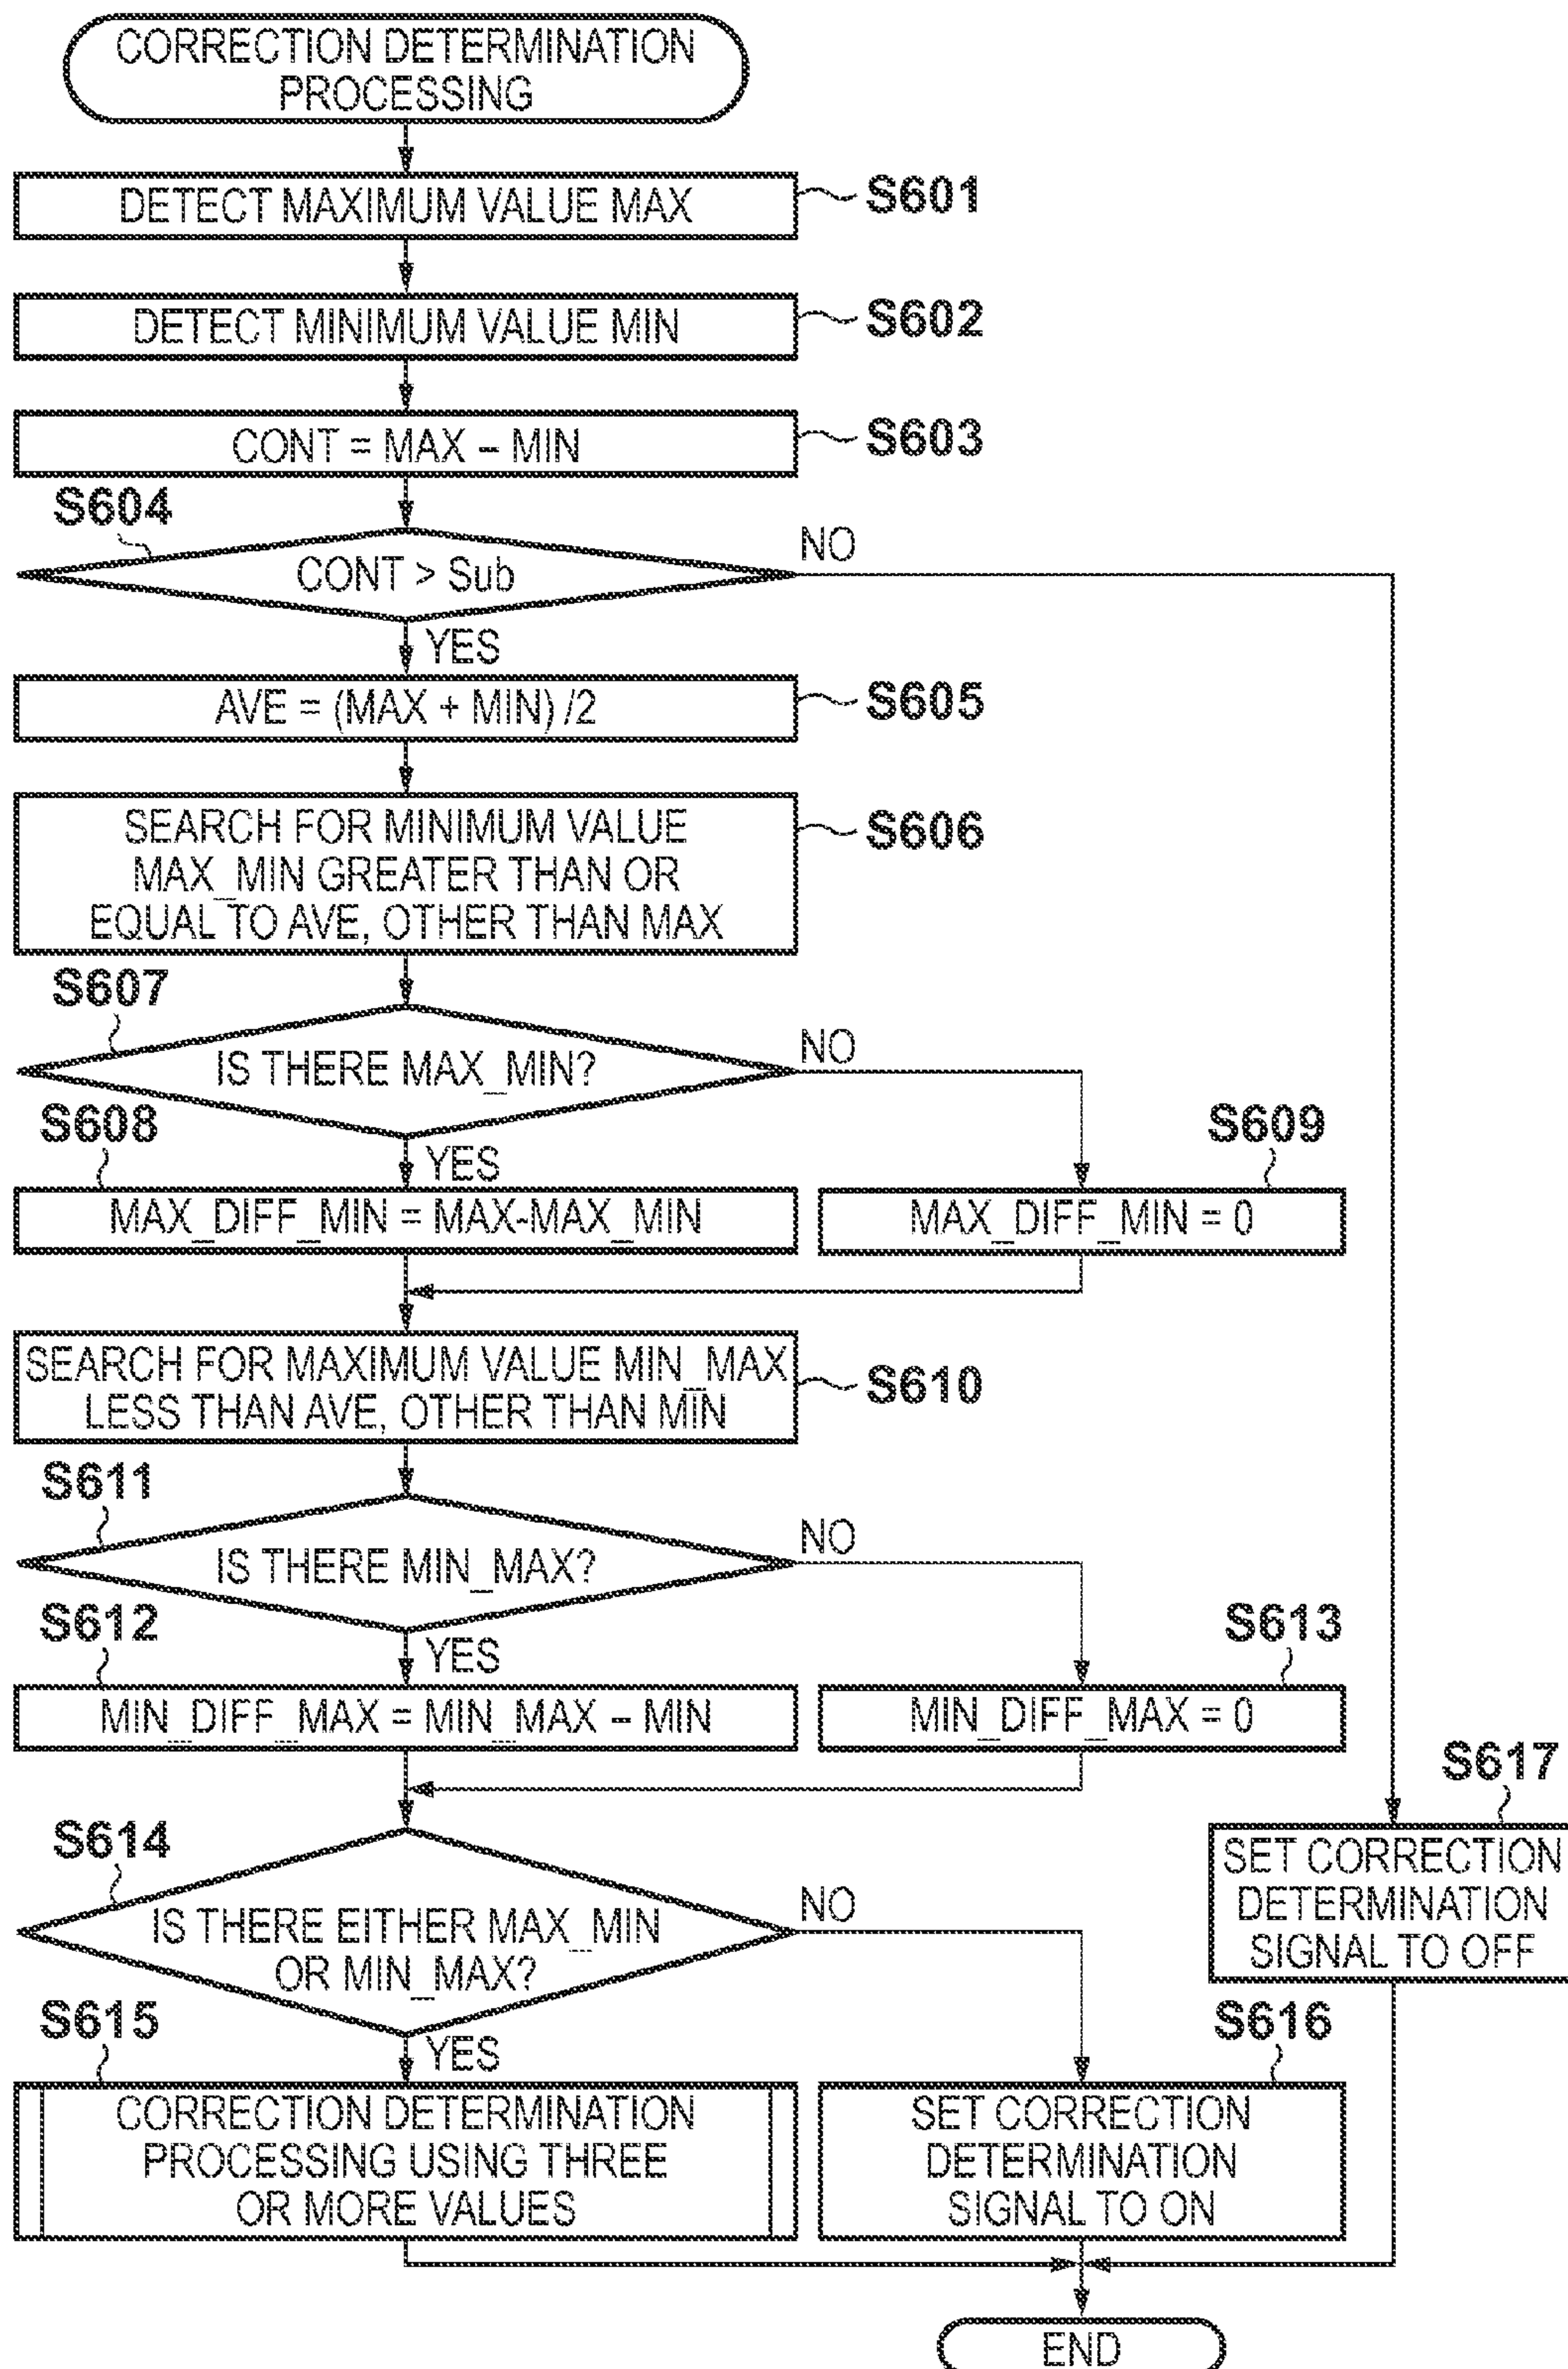 CORRECTION DETERMINATION
PROCESSING
DETECT MAXIMUM VALUE MAX
S601
DETECT MINIMUM VALUE MIN
S602
CONT = MAX – MIN
S603
S604
CONT > Sub
NO
YES
AVE = (MAX + MIN) /2
S605
SEARCH FOR MINIMUM VALUE
MAX_MIN GREATER THAN OR
EQUAL TO AVE, OTHER THAN MAX
S606
S607
IS THERE MAX_MIN?
NO
S608
YES
S609
MAX_DIFF_MIN = MAX-MAX_MIN
MAX_DIFF_MIN = 0
SEARCH FOR MAXIMUM VALUE MIN_MAX
LESS THAN AVE, OTHER THAN MIN
S610
S611
IS THERE MIN_MAX?
NO
S612
YES
S613
MIN_DIFF_MAX = MIN_MAX – MIN
MIN_DIFF_MAX = 0
S617
SET CORRECTION
DETERMINATION
SIGNAL TO OFF
S614
IS THERE EITHER MAX_MIN
OR MIN_MAX?
NO
S615
YES
S616
CORRECTION DETERMINATION
PROCESSING USING THREE
OR MORE VALUES
SET CORRECTION
DETERMINATION
SIGNAL TO ON
END